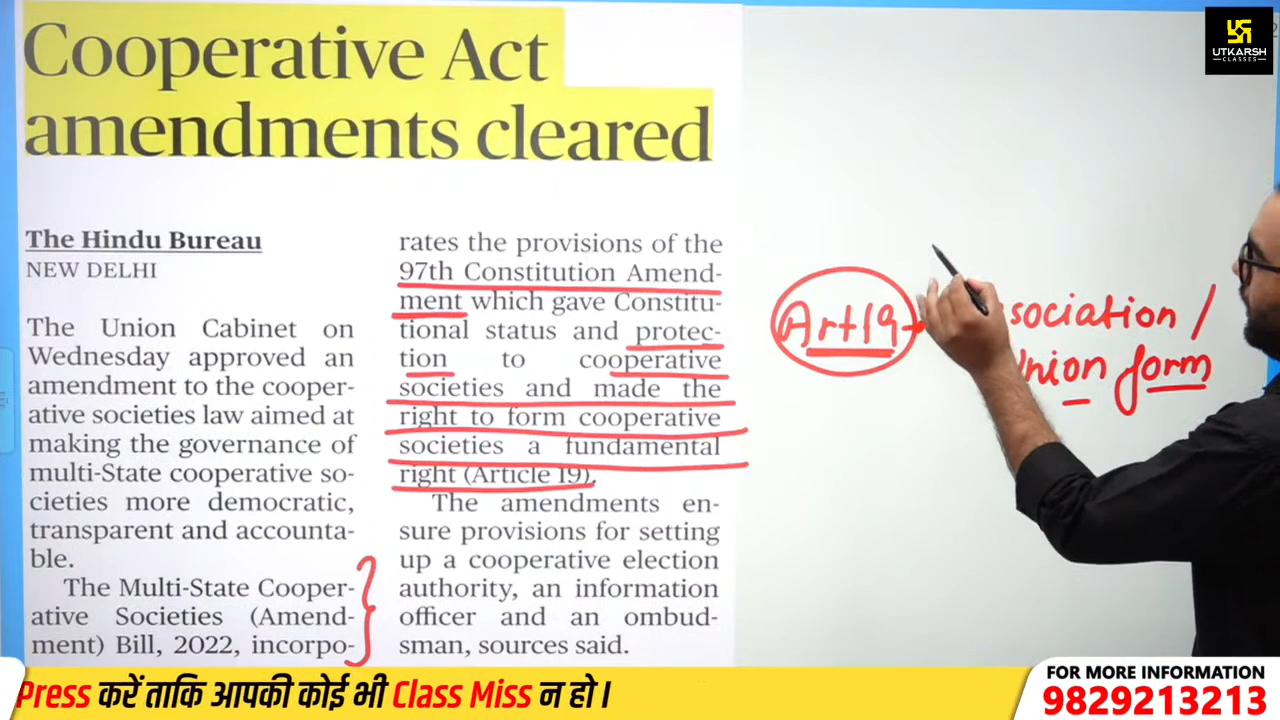 Cooperative Act
amendments cleared
The Hindu Bureau
NEW DELHI
The Union Cabinet on
Wednesday approved an
amendment to the cooper-
ative societies law aimed at
making the governance of
multi-State cooperative so-
cieties more democratic,
transparent and accounta-
ble.
The Multi-State Cooper-
ative Societies (Amend-
ment) Bill, 2022, incorpo-
rates the provisions of the
97th Constitution Amend-
ment which gave Constitu-
tional status and protec-
tion to cooperative
societies and made the
right to form cooperative
societies a fundamental
right (Article 19).
The amendments en-
sure provisions for setting
up a cooperative election
authority, an information
officer and an ombud-
sman, sources said.
Art 19
sociation /
nion form
UTKARSH
CLASSES
Press करें ताकि आपकी कोई भी Class Miss न हो ।
FOR MORE INFORMATION
9829213213